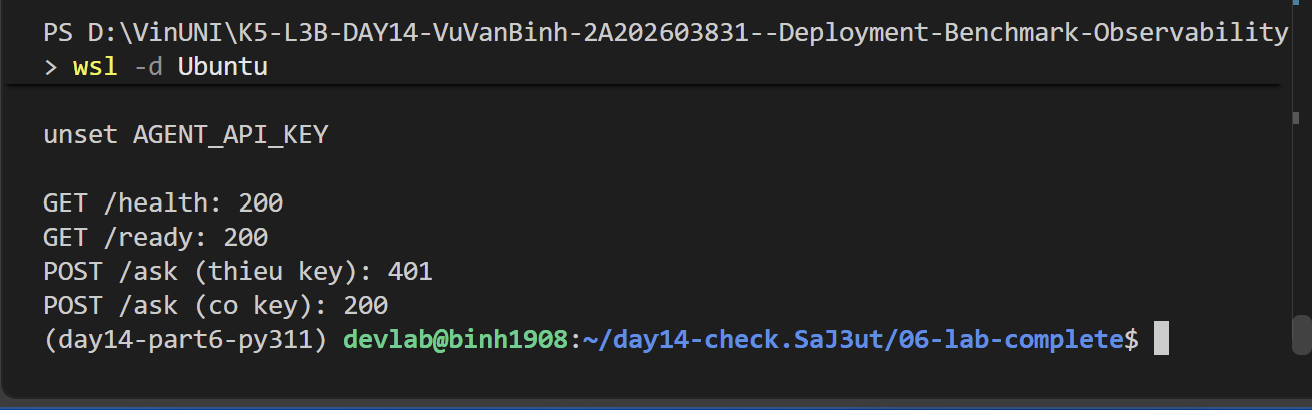 PS D:\VinUNI\K5-L3B-DAY14-VuVanBinh-2A202603831--Deployment-Benchmark-Observability
> wsl -d Ubuntu
unset AGENT_API_KEY
GET /health: 200
GET /ready: 200
POST /ask (thieu key): 401
POST /ask (co key): 200
(day14-part6-py311) devlab@binh1908:~/day14-check.SaJ3ut/06-lab-complete$